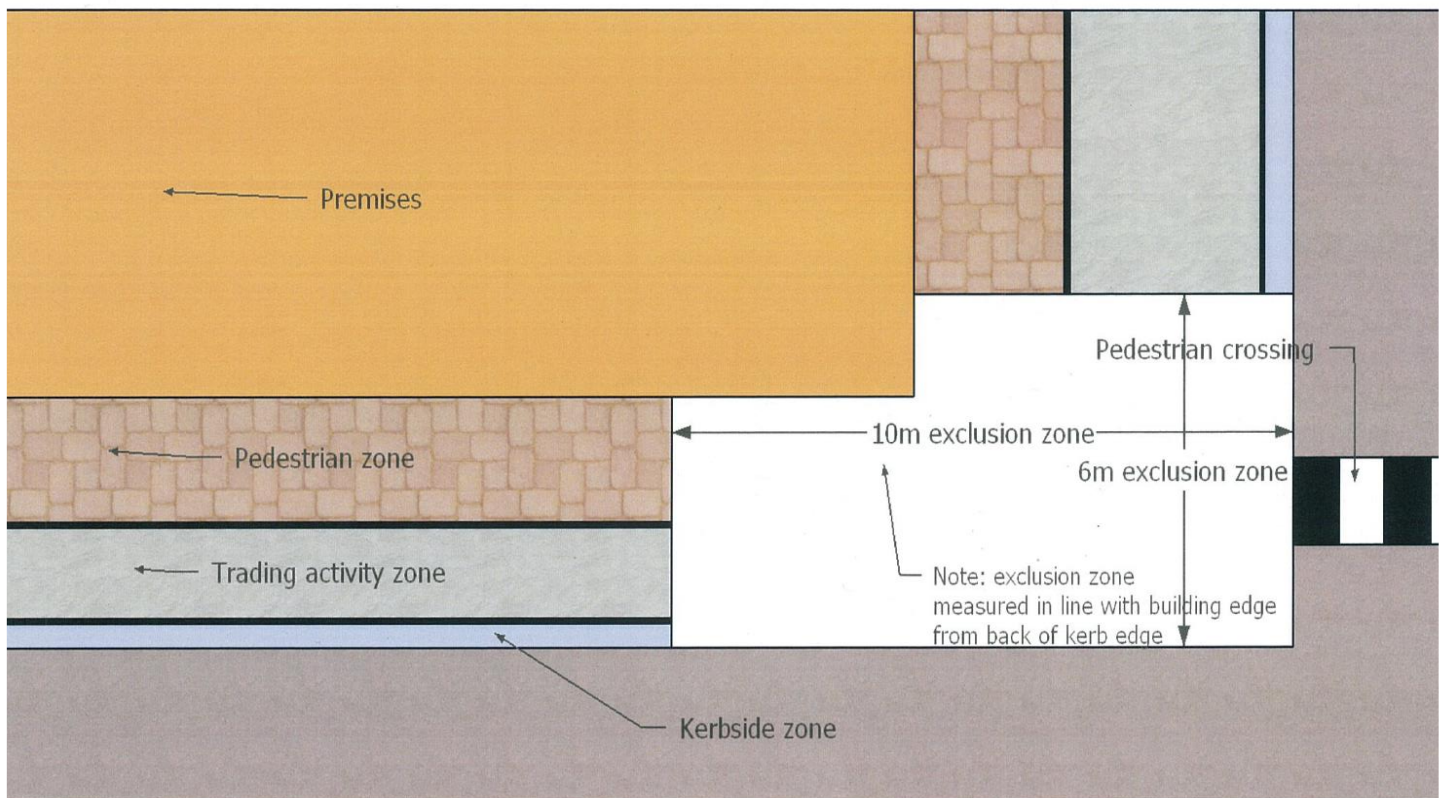 Premises
Pedestrian crossing
10m exclusion zone
Pedestrian zone
6m exclusion zone
Trading activity zone
Note: exclusion zone
measured in line with building edge
from back of kerb edge
Kerbside zone